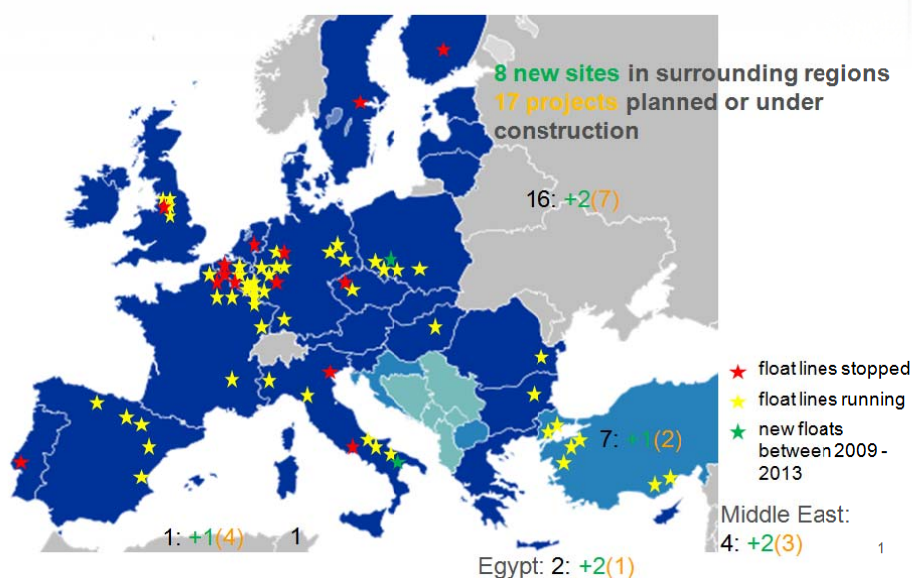 8 new sites in surrounding regions
17 projects planned or under
construction
16: +2(7)
float lines stopped
float lines running
new floats
between 2009 -
2013
7: +1(2)
Middle East:
4: +2(3)
1: +1(4)
1
Egypt: 2: +2(1)
1